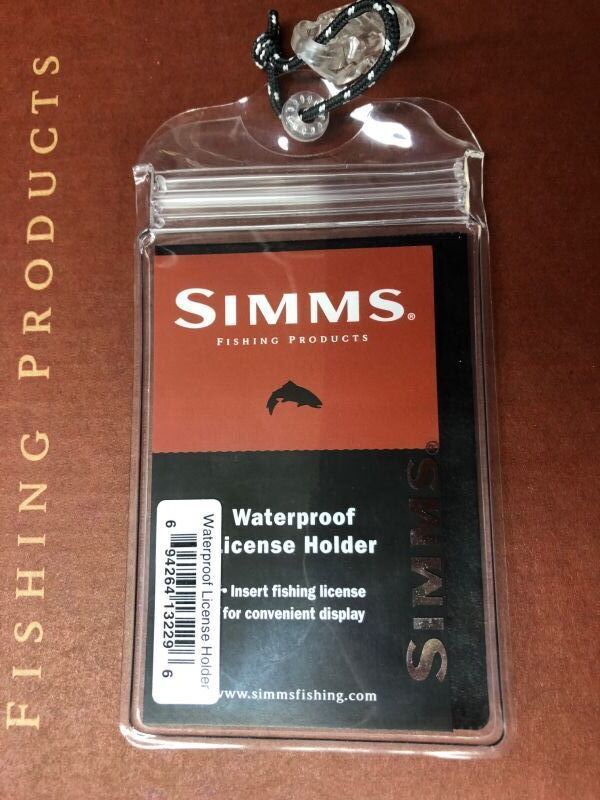 FISHING PRODUCTS
SIMMS®
FISHING PRODUCTS
Waterproof
License Holder
Insert fishing license
for convenient display
www.simmsfishing.com
SIMMS®
Waterproof License Holder
6 94264 13229 6